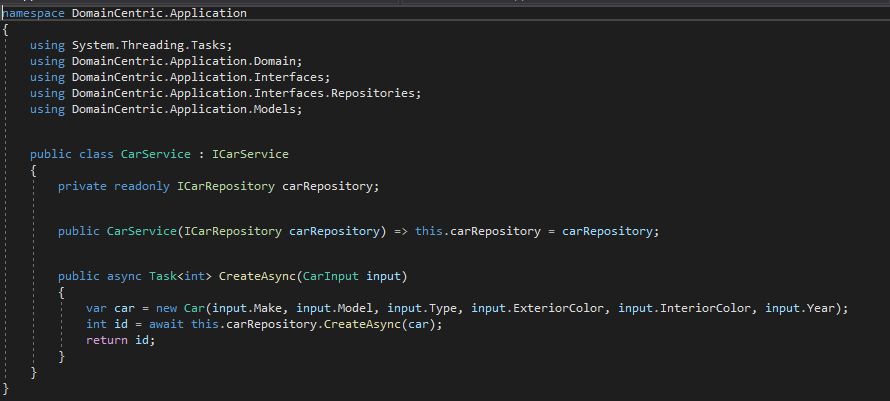 namespace DomainCentric.Application
{
using System.Threading.Tasks;
using DomainCentric.Application.Domain;
using DomainCentric.Application.Interfaces;
using DomainCentric.Application.Interfaces.Repositories;
using DomainCentric.Application.Models;
public class CarService : ICarService
{
private readonly ICarRepository carRepository;
public CarService(ICarRepository carRepository) => this.carRepository = carRepository;
public async Task<int> CreateAsync(CarInput input)
{
var car = new Car(input.Make, input.Model, input.Type, input.ExteriorColor, input.InteriorColor, input.Year);
int id = await this.carRepository.CreateAsync(car);
return id;
}
}
}